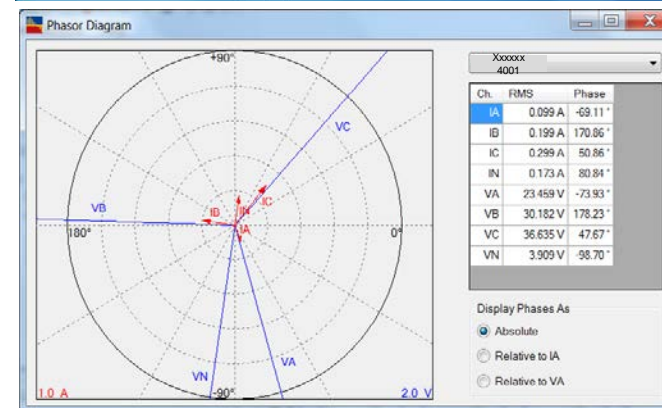 Phasor Diagram
+90°
VC
VB
IB
IN
IC
180°
IA
0°
VN
VA
-90°
1.0 A
2.0 V
Xxxxxx
4001
Ch. RMS Phase
IA 0.099 A -69.11 °
IB 0.199 A 170.86 °
IC 0.299 A 50.86 °
IN 0.173 A 80.84 °
VA 23.459 V -73.93 °
VB 30.182 V 178.23 °
VC 36.635 V 47.67 °
VN 3.909 V -98.70 °
Display Phases As
Absolute
Relative to IA
Relative to VA